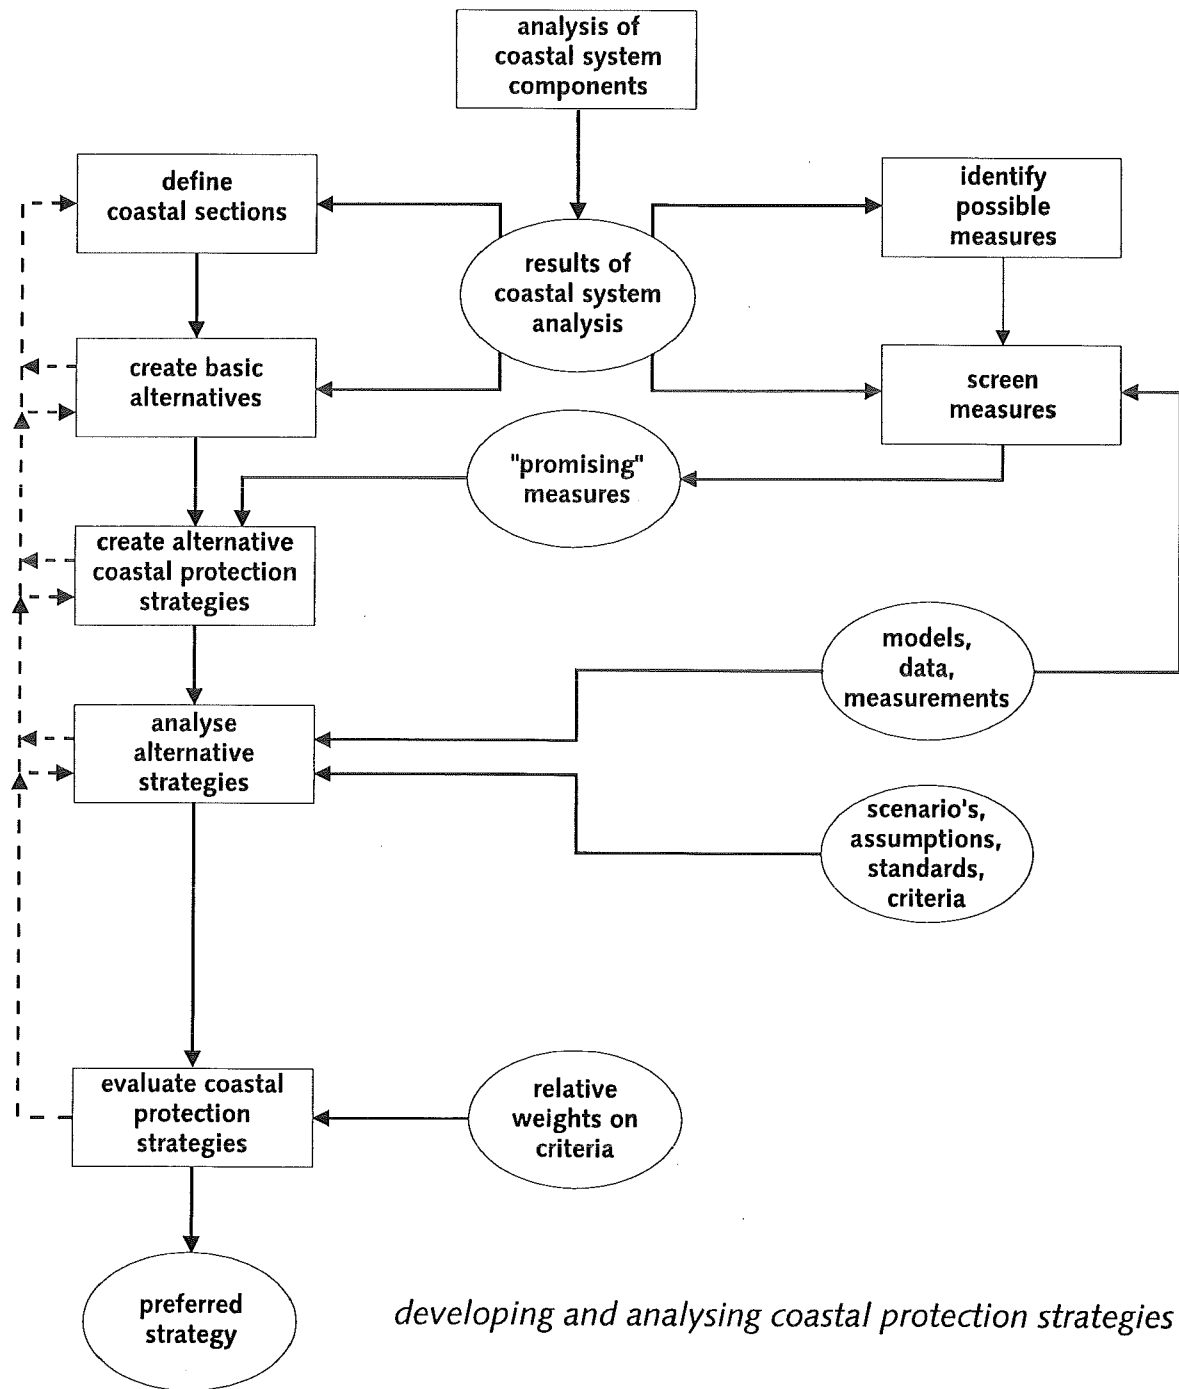 analysis of
coastal system
components
define
coastal sections
identify
possible
measures
results of
coastal system
analysis
create basic
alternatives
screen
measures
"promising"
measures
create alternative
coastal protection
strategies
models,
data,
measurements
analyse
alternative
strategies
scenario's,
assumptions,
standards,
criteria
evaluate coastal
protection
strategies
relative
weights on
criteria
preferred
strategy
developing and analysing coastal protection strategies